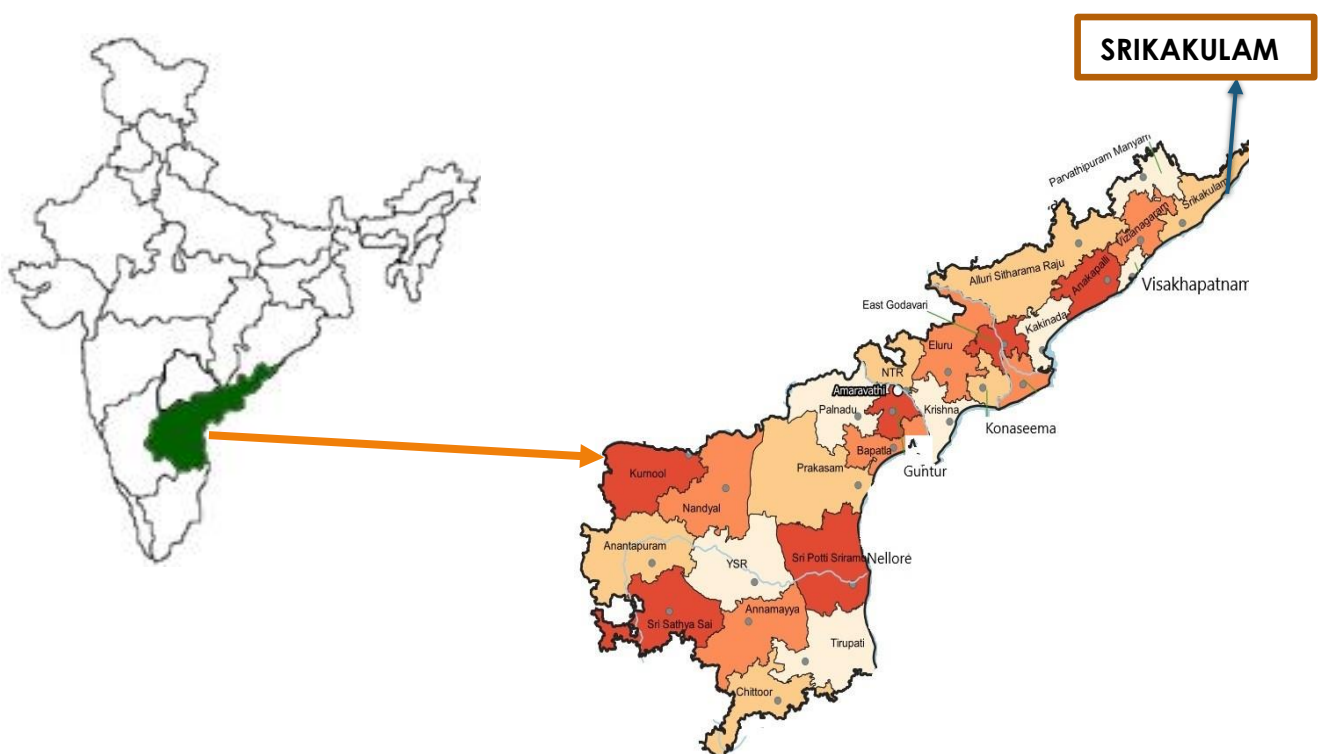 SRIKAKULAM
Parvathipuram Manyam
Srikakulam
Vizianagaram
Alluri Sitharama Raju
Anakapalli
Visakhapatnam
East Godavari
Kakinada
Eluru
NTR
Amaravathi
Palnadu
Krishna
Konaseema
Bapatla
Guntur
Prakasam
Kurnool
Nandyal
Anantapuram
YSR
Sri Potti Sriramu Nellore
Annamayya
Sri Sathya Sai
Tirupati
Chittoor